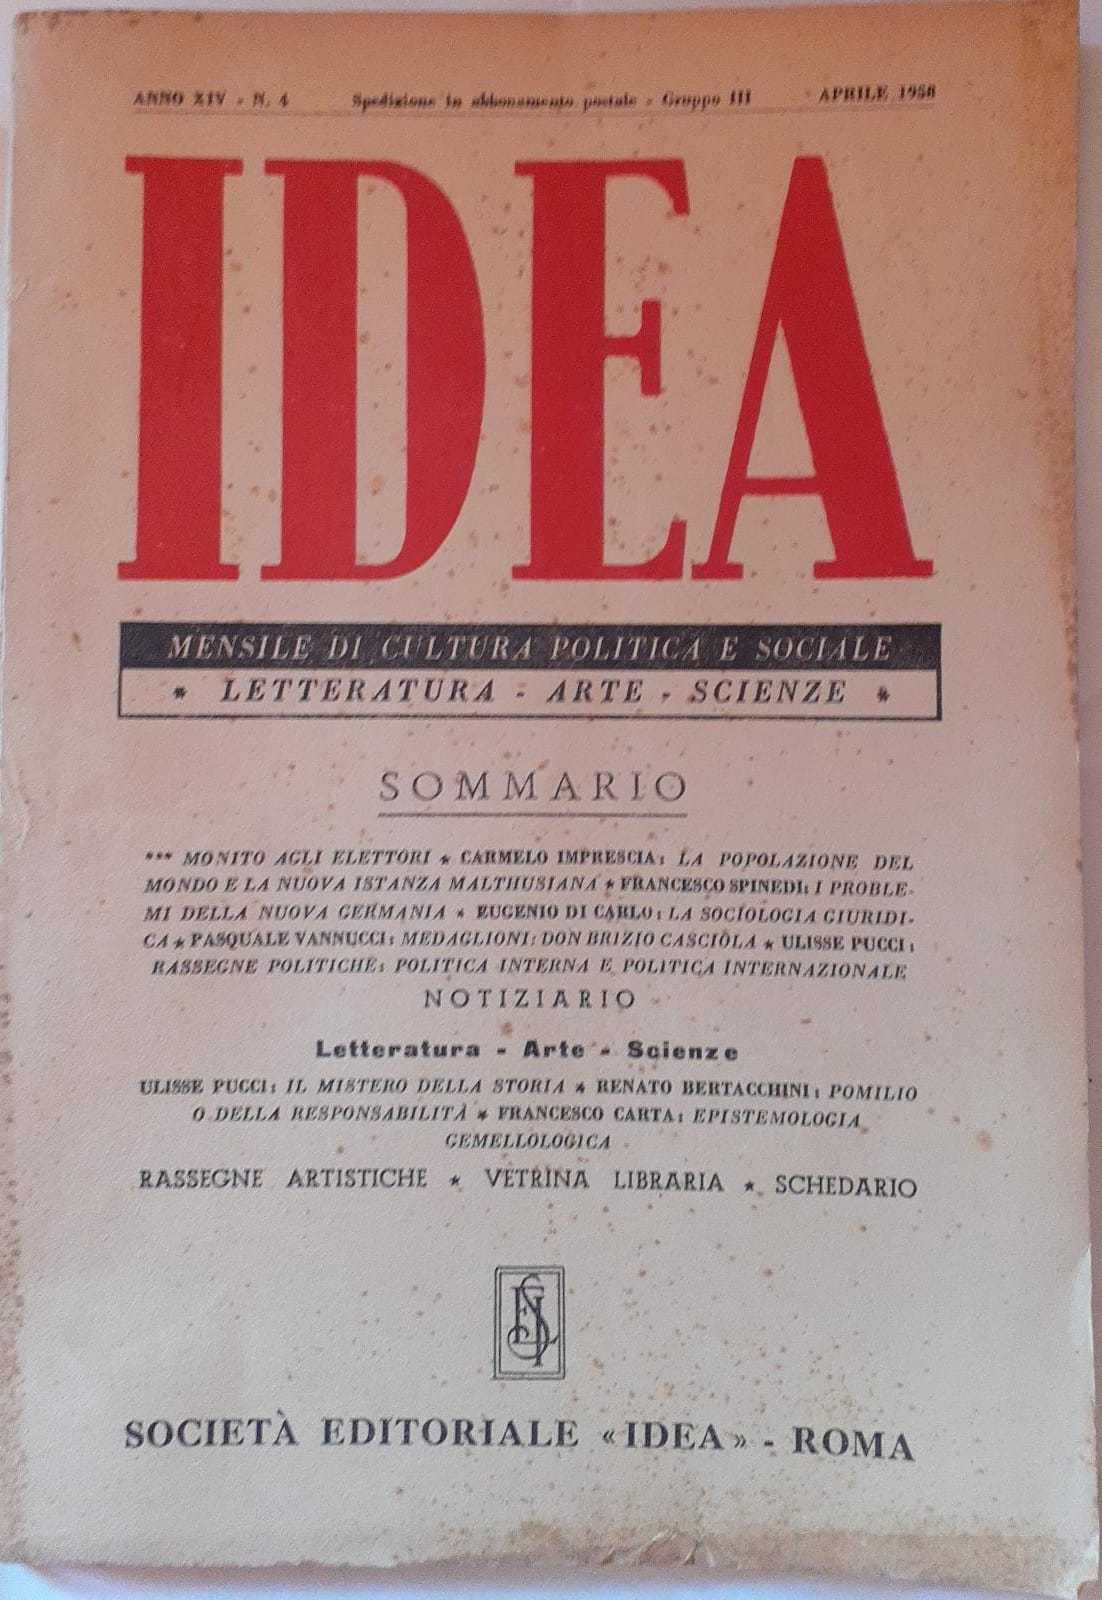 ANNO XIV - N. 4 Spedizione in abbonamento postale - Gruppo III APRILE 1958
IDEA
MENSILE DI CULTURA POLITICA E SOCIALE
* LETTERATURA - ARTE - SCIENZE *
SOMMARIO
*** MONITO AGLI ELETTORI * CARMELO IMPRESCIA: LA POPOLAZIONE DEL
MONDO E LA NUOVA ISTANZA MALTHUSIANA * FRANCESCO SPINEDI: I PROBLE-
MI DELLA NUOVA GERMANIA * EUGENIO DI CARLO: LA SOCIOLOGIA GIURIDI-
CA * PASQUALE VANNUCCI: MEDAGLIONI: DON BRIZIO CASCIOLA * ULISSE PUCCI:
RASSEGNE POLITICHE: POLITICA INTERNA E POLITICA INTERNAZIONALE
NOTIZIARIO
Letteratura - Arte - Scienze
ULISSE PUCCI: IL MISTERO DELLA STORIA * RENATO BERTACCHINI: POMILIO
O DELLA RESPONSABILITÀ * FRANCESCO CARTA: EPISTEMOLOGIA
GEMELLOLOGICA
RASSEGNE ARTISTICHE * VETRINA LIBRARIA * SCHEDARIO
SOCIETÀ EDITORIALE «IDEA» - ROMA